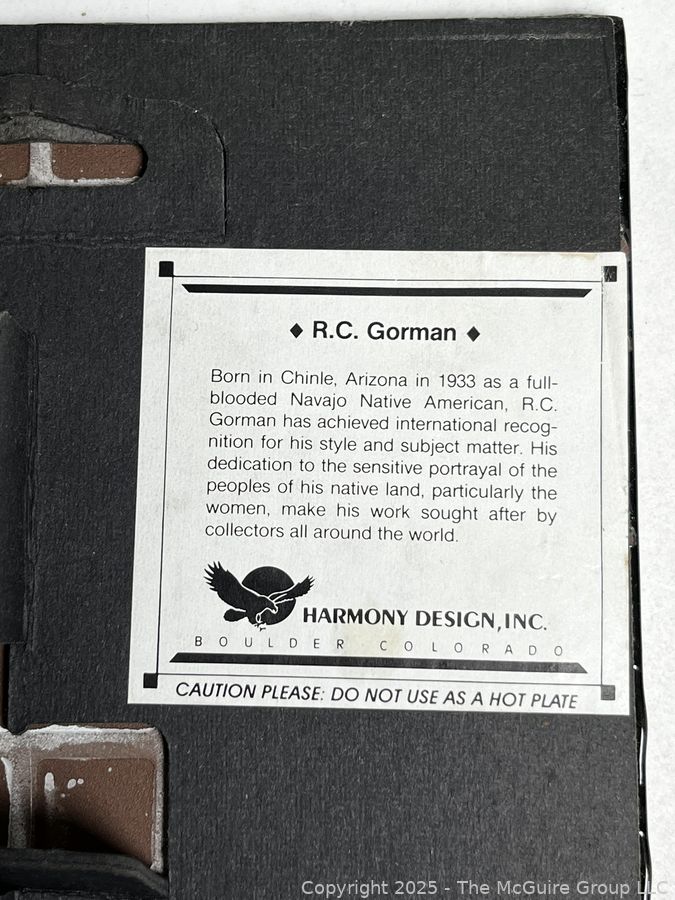 ♦ R.C. Gorman ♦
Born in Chinle, Arizona in 1933 as a full-
blooded Navajo Native American, R.C.
Gorman has achieved international recog-
nition for his style and subject matter. His
dedication to the sensitive portrayal of the
peoples of his native land, particularly the
women, make his work sought after by
collectors all around the world.
HARMONY DESIGN, INC.
BOULDER COLORADO
CAUTION PLEASE: DO NOT USE AS A HOT PLATE
Copyright 2025 - The McGuire Group LLC